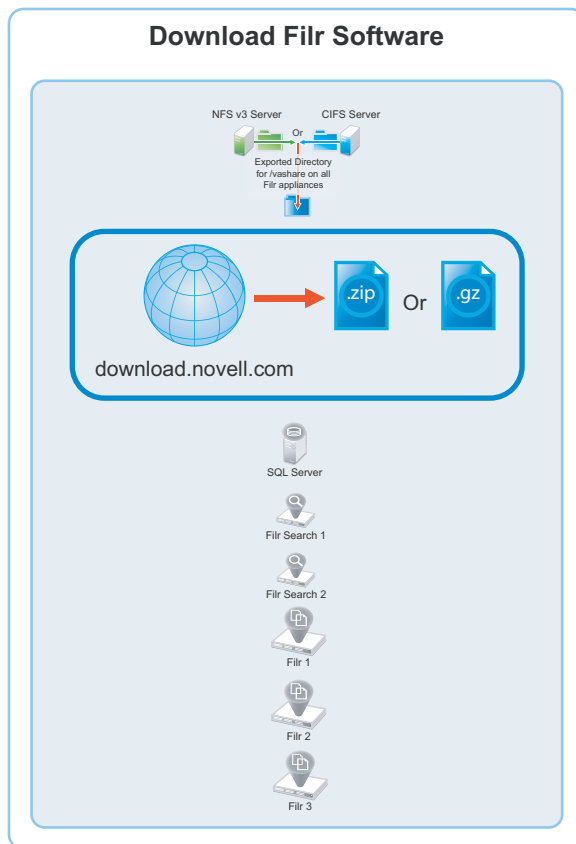 Download Filr Software
NFS v3 Server
CIFS Server
Or
Exported Directory
for /vashare on all
Filr appliances
.zip
Or
.gz
download.novell.com
SQL Server
Filr Search 1
Filr Search 2
Filr 1
Filr 2
Filr 3